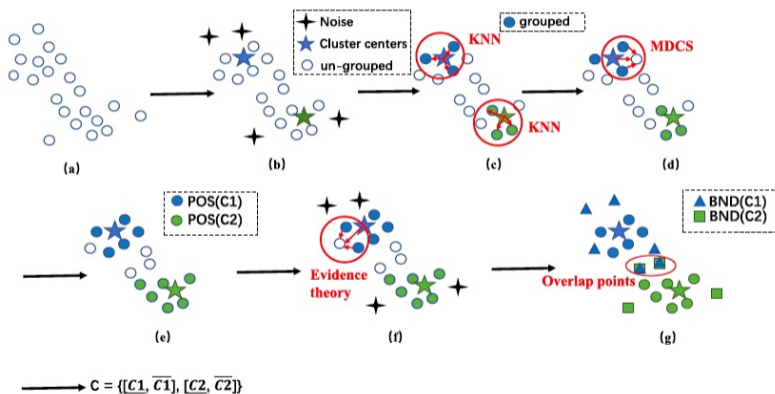 Noise
Cluster centers
un-grouped
KNN
grouped
KNN
MDCS
(a)
(b)
(c)
(d)
POS(C1)
POS(C2)
Evidence
theory
BND(C1)
BND(C2)
Overlap points
(e)
(f)
(g)
C = {[C1, C1], [C2, C2]}